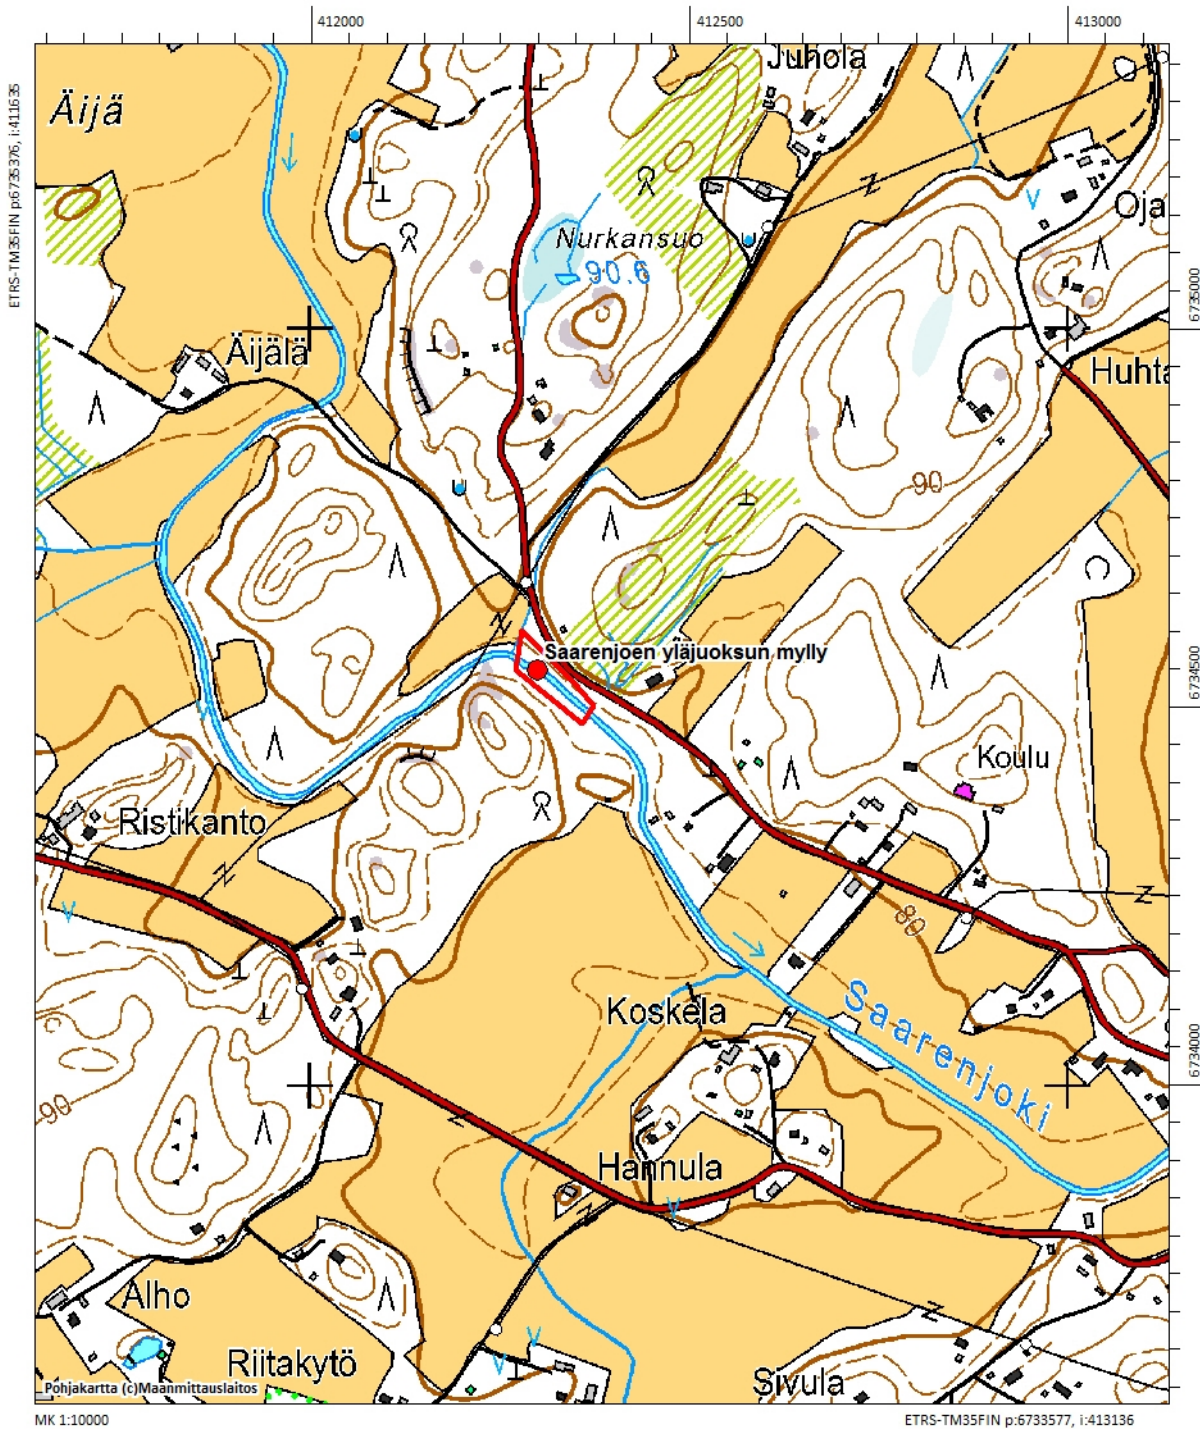 412000
412500
413000
ETRS-TM35FIN p:6735376, i:411635
Juhola
Äijä
Oja
Nurkansuo
90.6
6735000
Äijälä
Huhta
90
Saarenjoen yläjuoksun mylly
6734500
Koulu
Ristikanto
80
Koskela
Saarenjoki
6734000
90
Hannula
Alho
Riitakytö
Sivula
Pohjakartta (c)Maanmittauslaitos
MK 1:10000
ETRS-TM35FIN p:6733577, i:413136